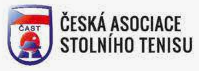 ČAST
ČESKÁ ASOCIACE
STOLNÍHO TENISU